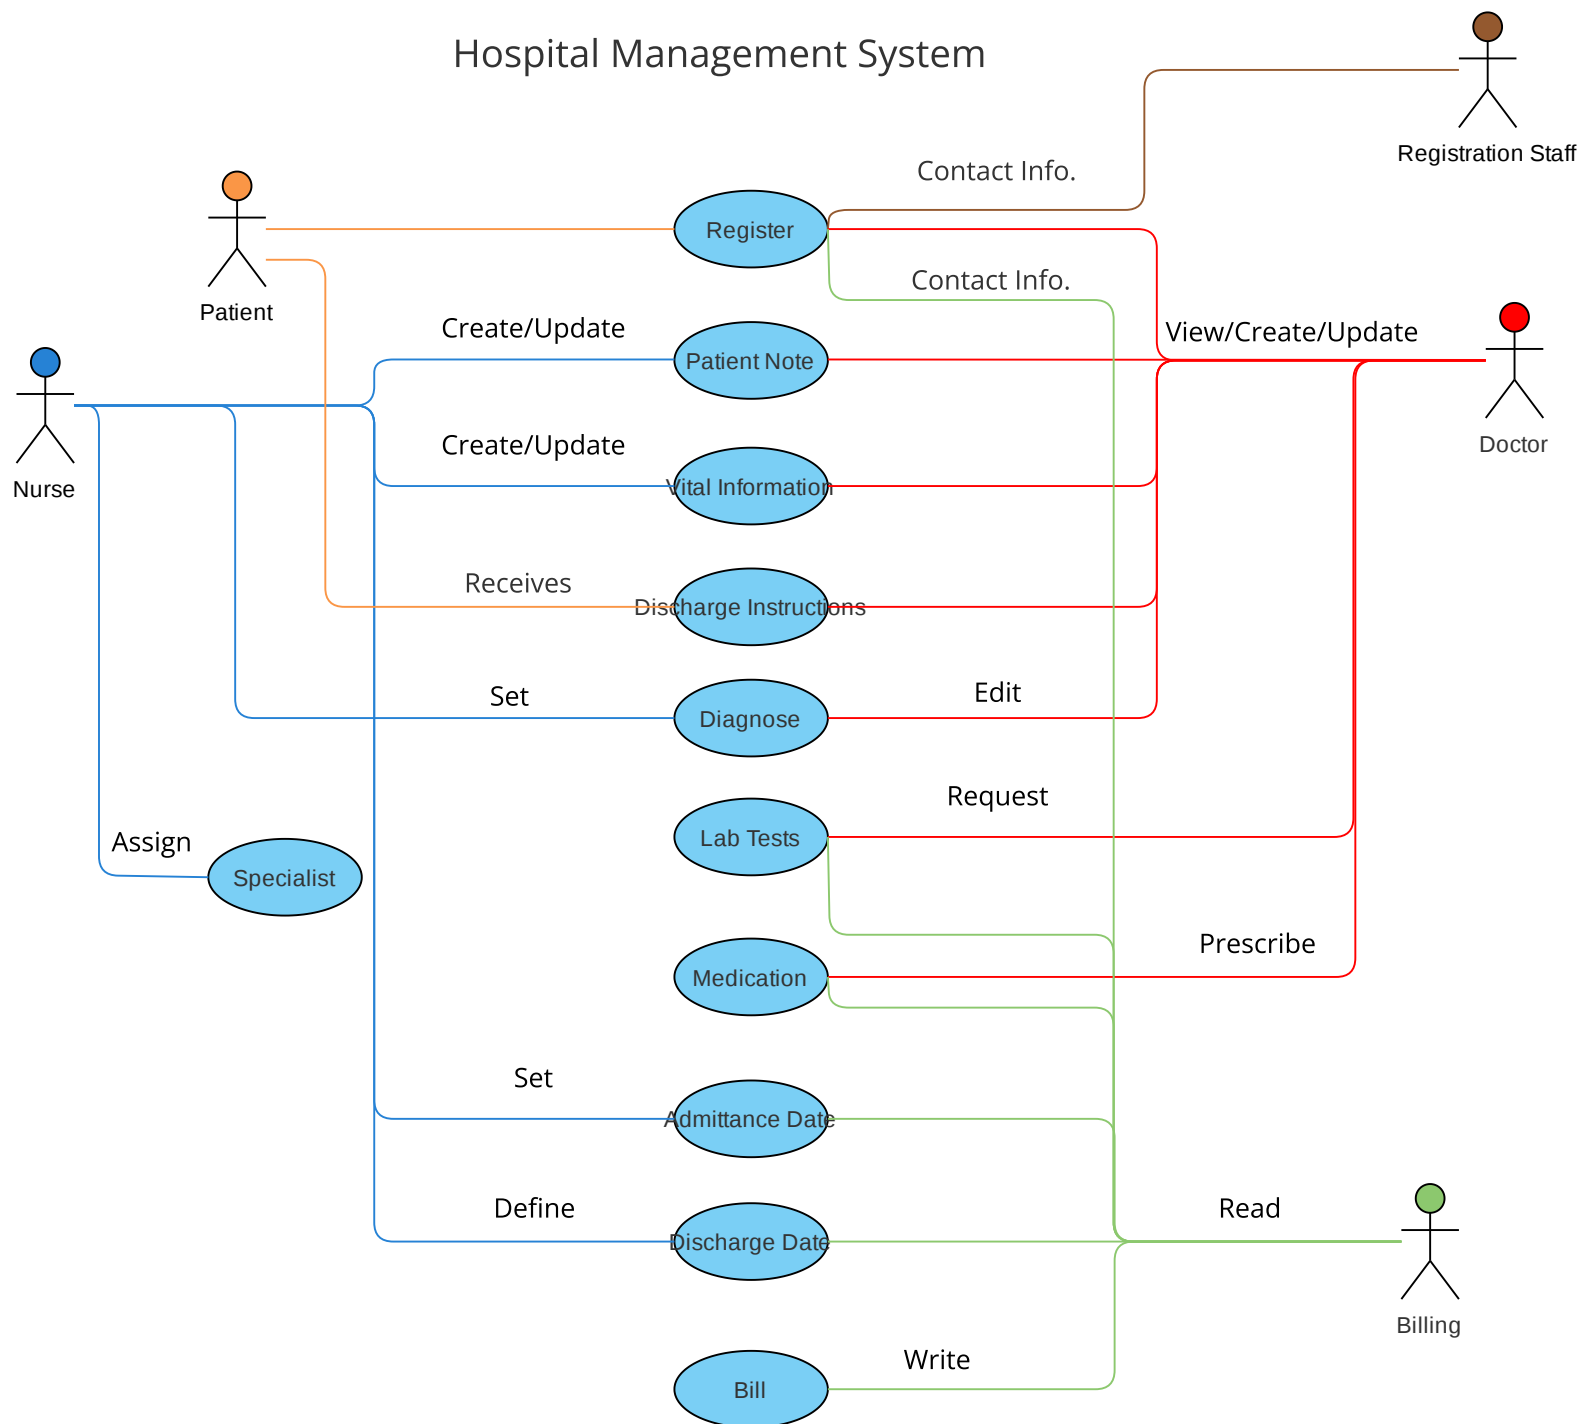 Hospital Management System
Registration Staff
Contact Info.
Register
Patient
Contact Info.
Create/Update
View/Create/Update
Patient Note
Doctor
Create/Update
Nurse
Vital Information
Receives
Discharge Instructions
Set
Edit
Diagnose
Request
Lab Tests
Assign
Specialist
Prescribe
Medication
Set
Admittance Date
Define
Read
Discharge Date
Billing
Write
Bill